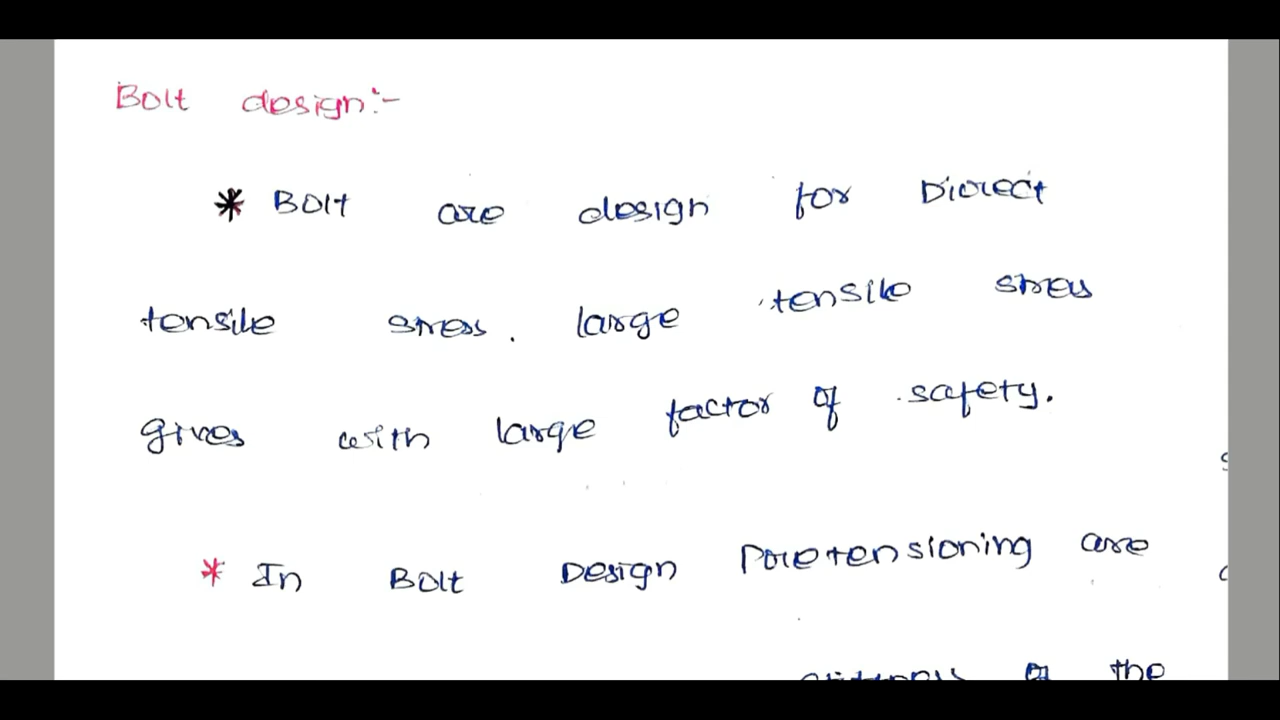 Bolt design:-
* Bolt are design for Direct
tensile stress. large tensile stress
gives with large factor of safety.
* In Bolt Design Pretensioning are
the